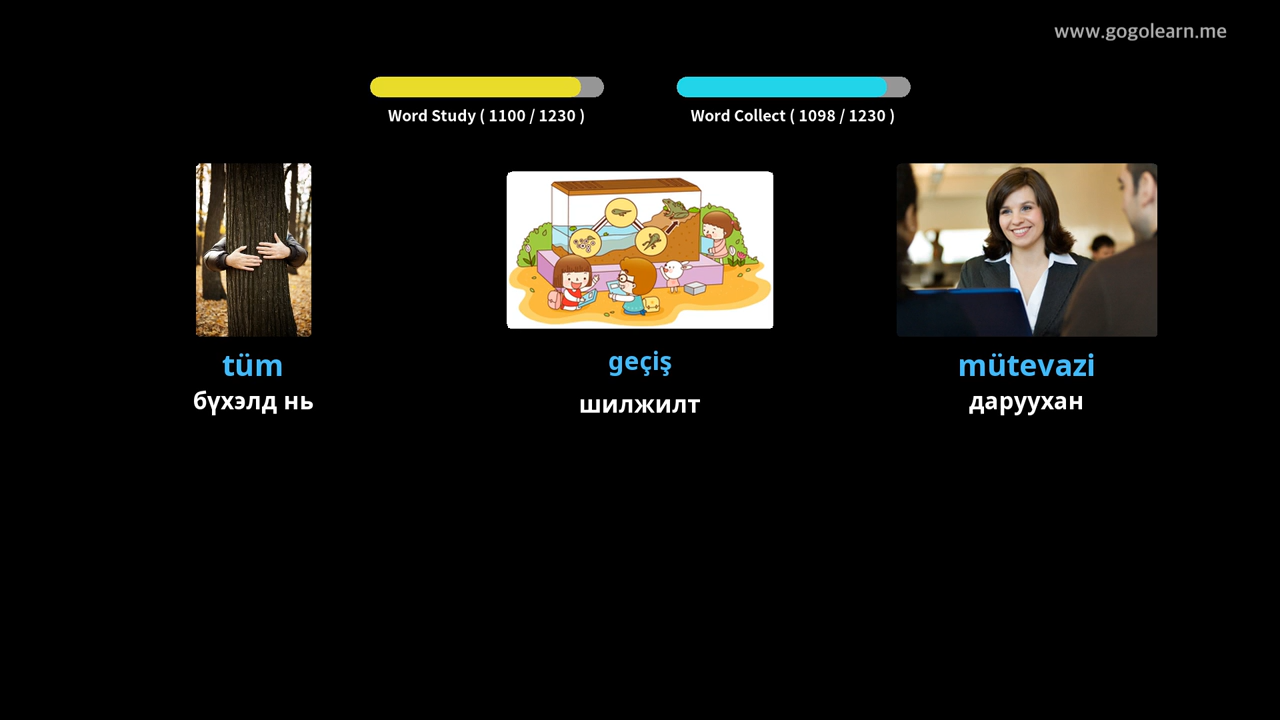 www.gogolearn.me
Word Study ( 1100 / 1230 )
Word Collect ( 1098 / 1230 )
tüm
бүхэлд нь
geçiş
шилжилт
mütevazi
даруухан